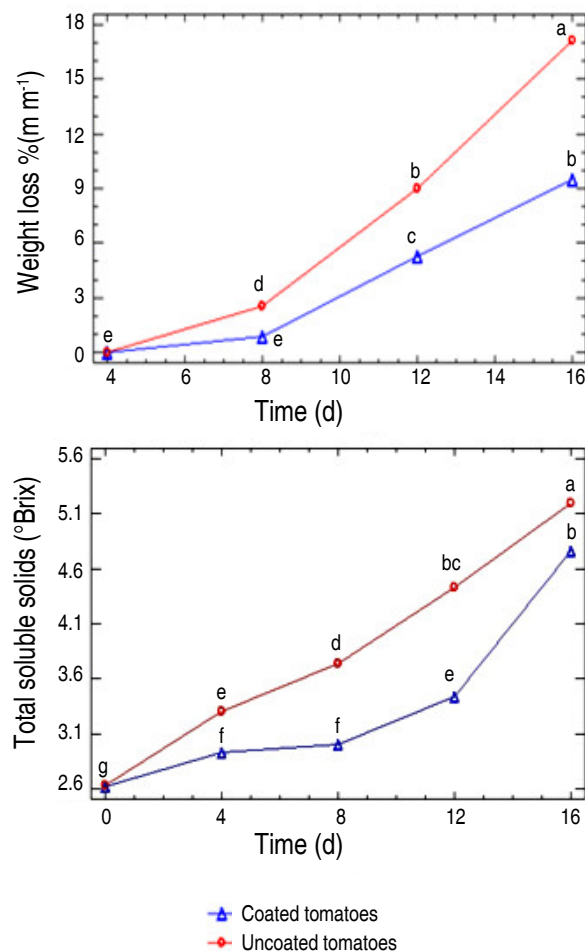 Weight loss %(m m⁻¹)
18
15
12
9
6
3
0
a
b
b
c
d
e
e
4
6
8
10
12
14
16
Time (d)
Total soluble solids (°Brix)
5.6
5.1
4.6
4.1
3.6
3.1
2.6
a
b
bc
d
e
e
f
f
g
0
4
8
12
16
Time (d)
Coated tomatoes
Uncoated tomatoes